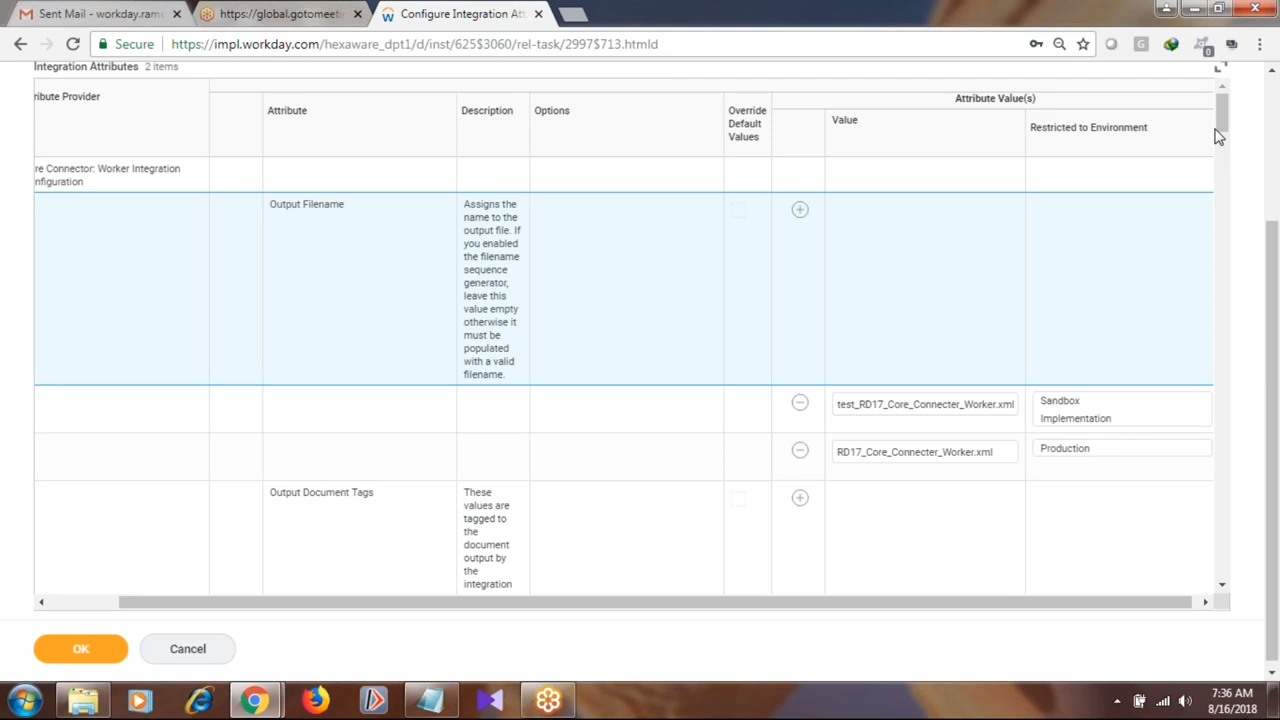 Sent Mail - workday.ram
https://global.gotomeeti
Configure Integration Att
Secure
https://impl.workday.com/hexaware_dpt1/d/inst/625$3060/rel-task/2997$713.htmld
Integration Attributes 2 items
ribute Provider
Attribute
Description
Options
Override
Default
Values
Attribute Value(s)
Value
Restricted to Environment
re Connector: Worker Integration
nfiguration
Output Filename
Assigns the
name to the
output file. If
you enabled
the filename
sequence
generator,
leave this
value empty
otherwise it
must be
populated
with a valid
filename.
test_RD17_Core_Connecter_Worker.xml
Sandbox
Implementation
RD17_Core_Connecter_Worker.xml
Production
Output Document Tags
These
values are
tagged to
the
document
output by
the
integration
OK
Cancel
7:36 AM
8/16/2018